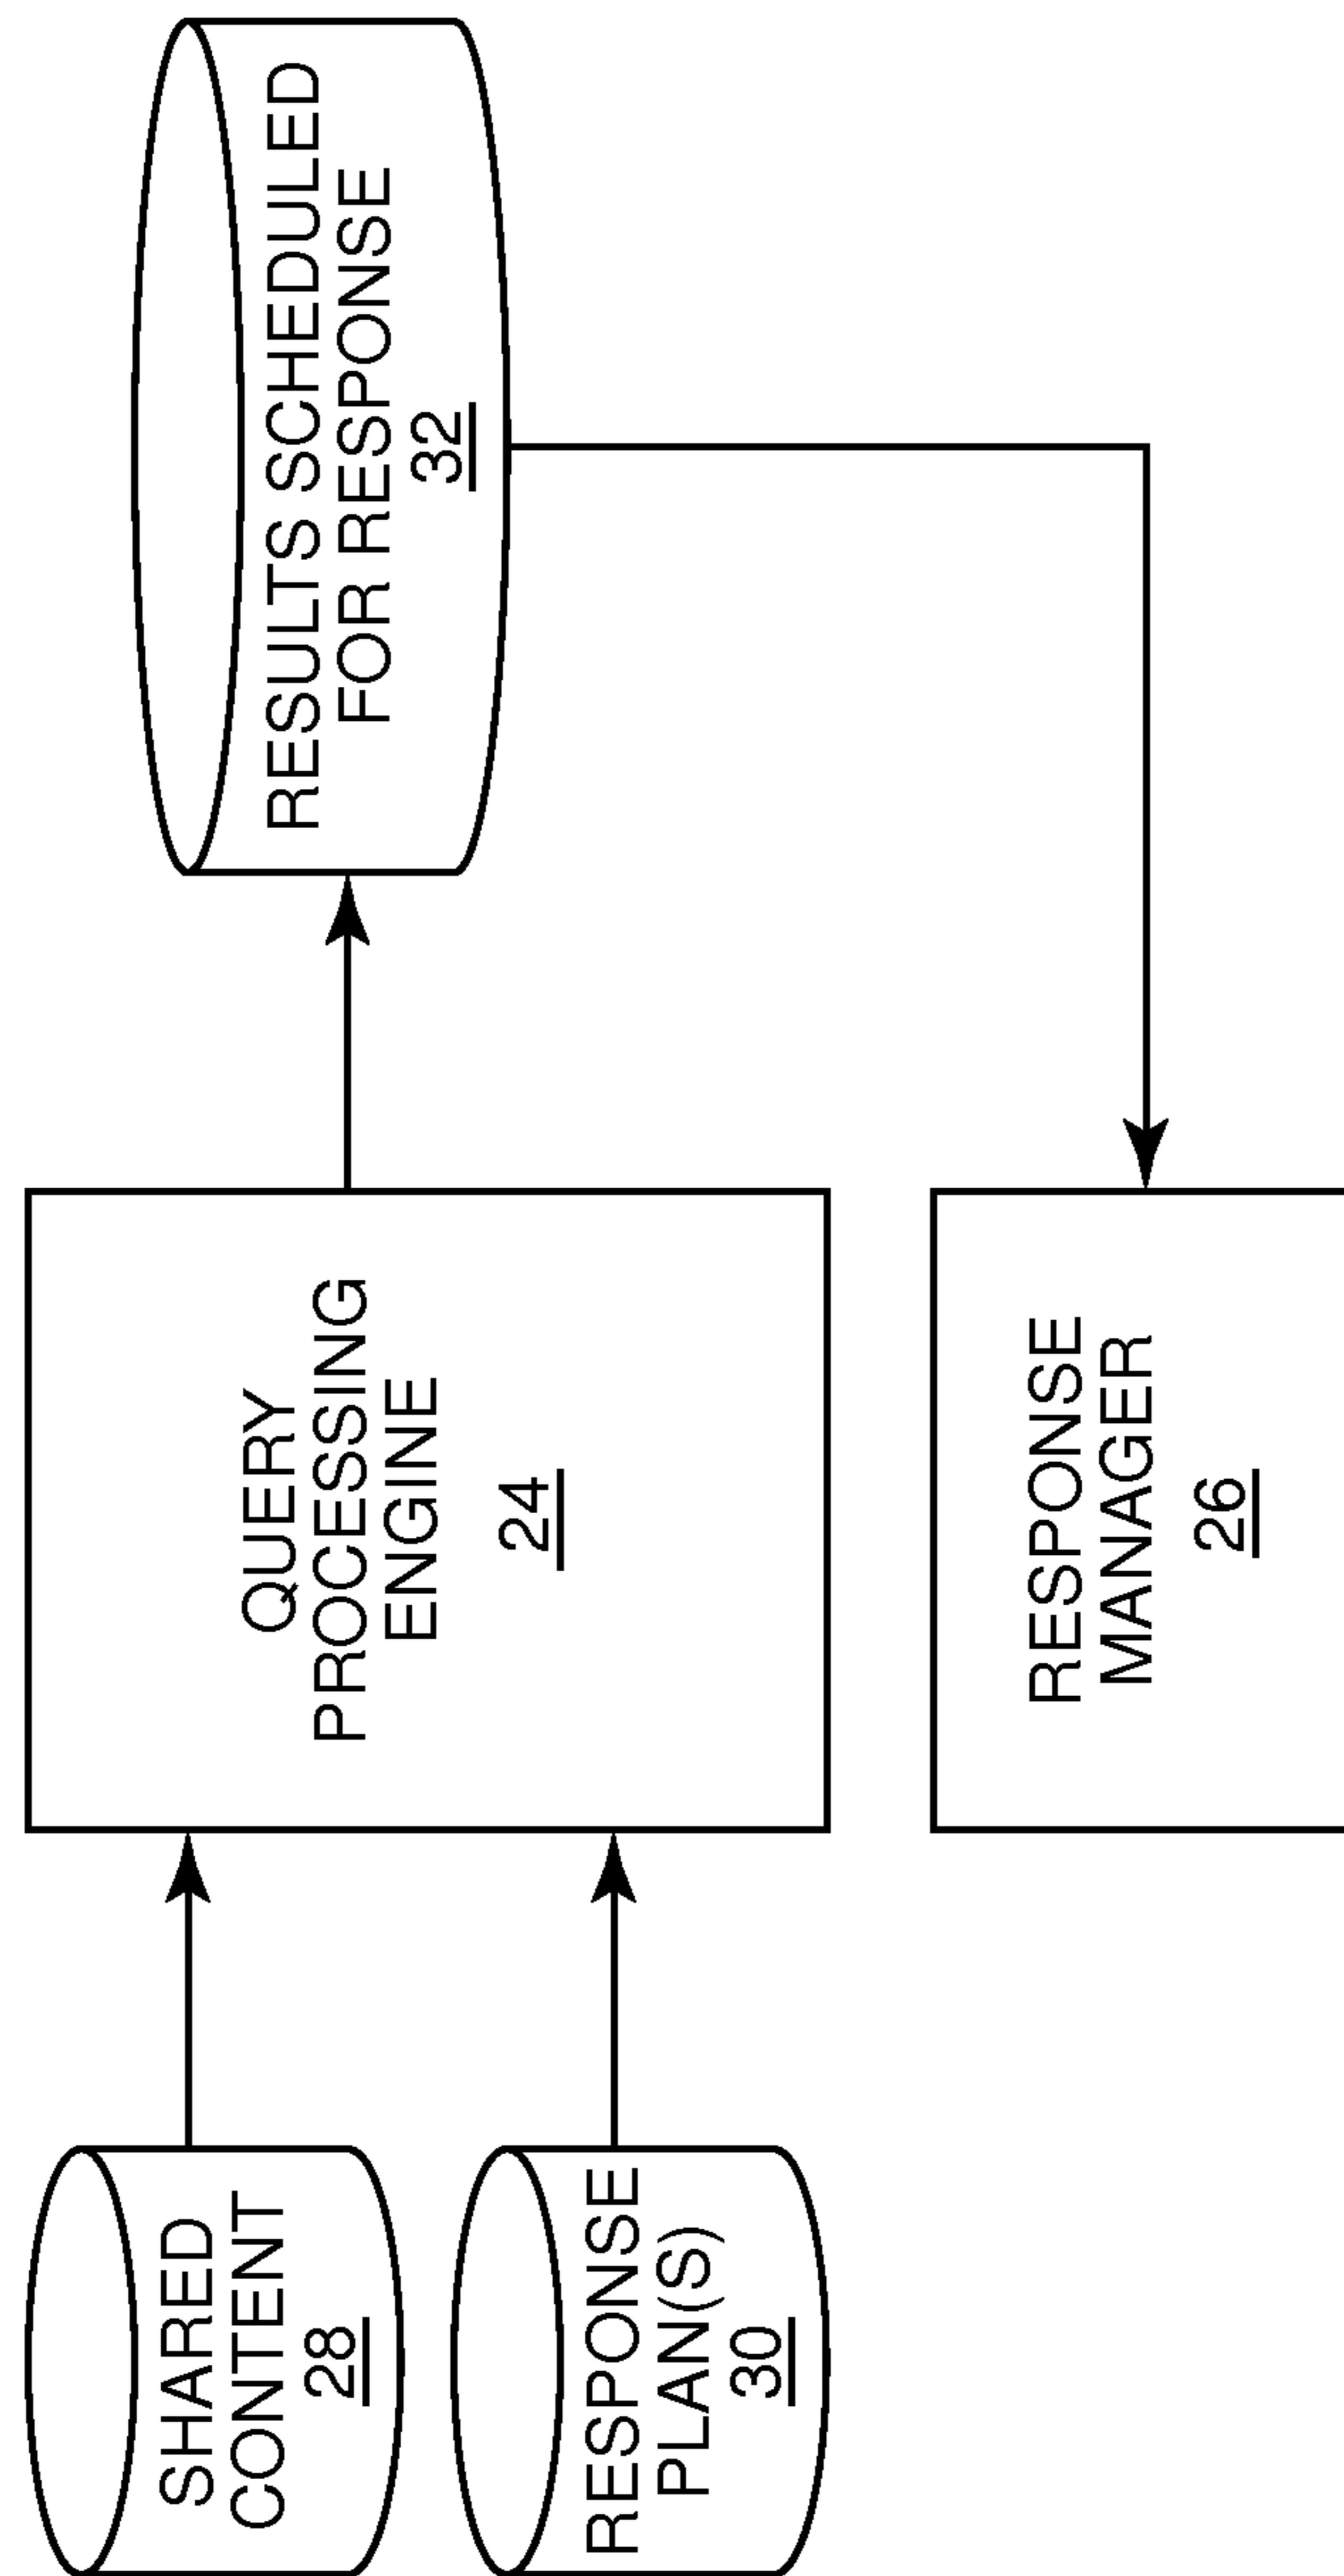 SHARED
CONTENT
28
RESPONSE
PLAN(S)
30
QUERY
PROCESSING
ENGINE
24
RESULTS SCHEDULED
FOR RESPONSE
32
RESPONSE
MANAGER
26